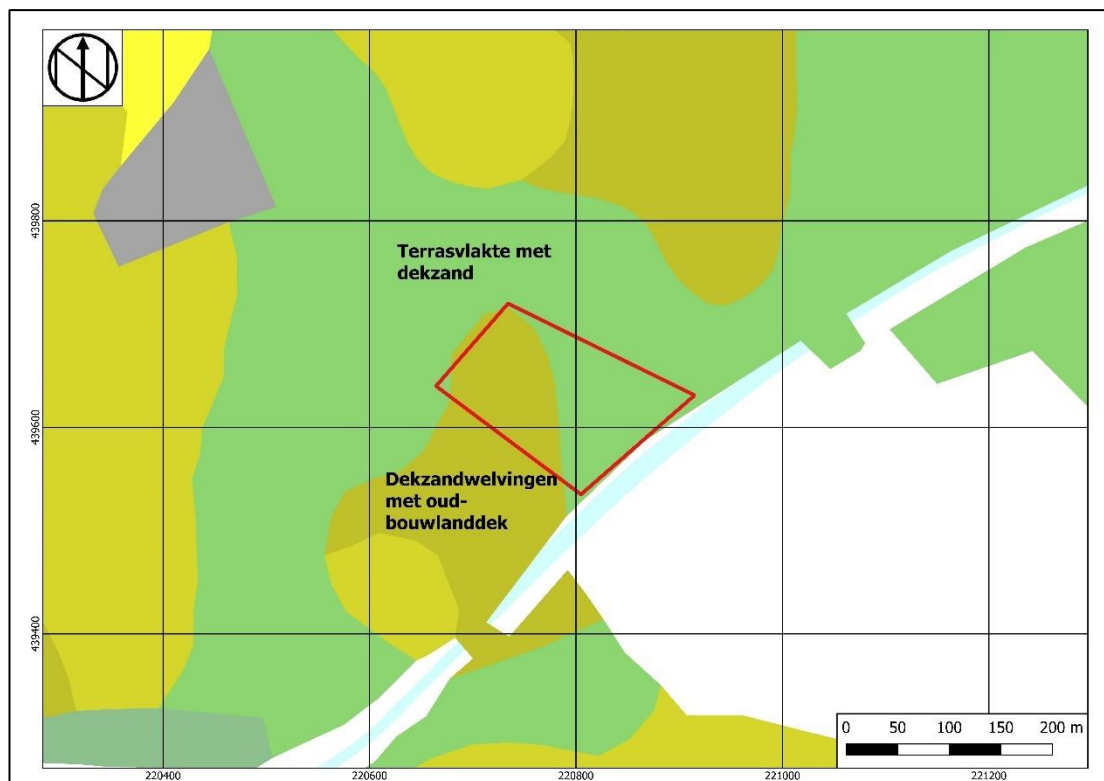 439800
439600
439400
Terrasvlakte met
dekzand
Dekzandwelvingen
met oud-
bouwlanddek
0 50 100 150 200 m
220400 220600 220800 221000 221200